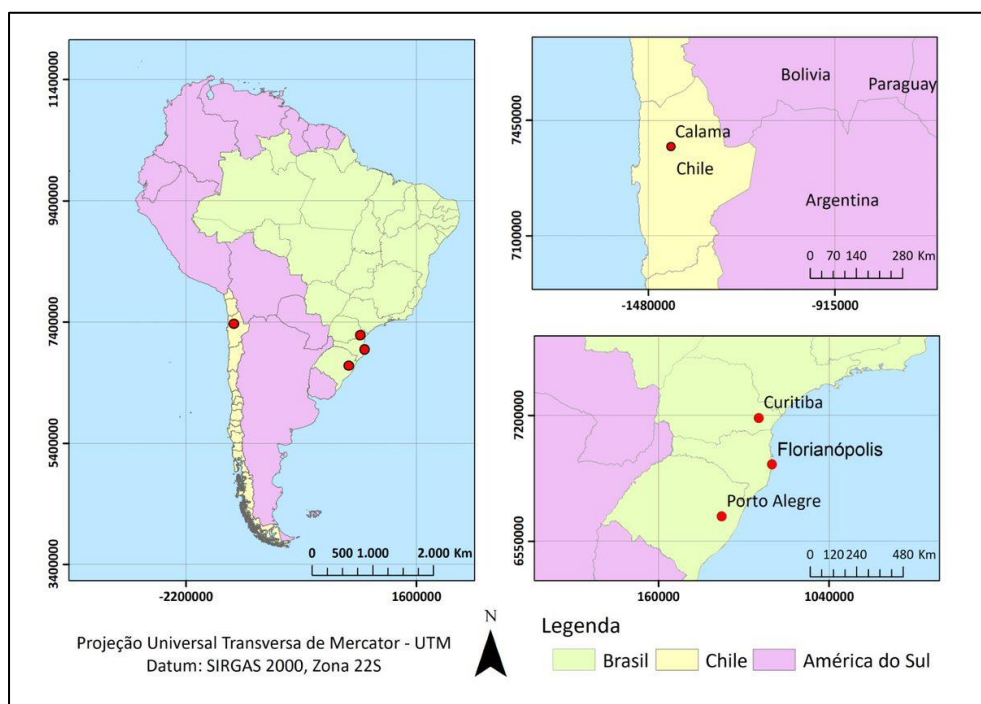 11400000
9400000
7400000
5400000
3400000
-2200000
1600000
0 500 1.000 2.000 Km
Projeção Universal Transversa de Mercator - UTM
Datum: SIRGAS 2000, Zona 22S
N
Bolivia
Paraguay
7450000
Calama
Chile
Argentina
7100000
0 70 140 280 Km
-1480000
-915000
Curitiba
7200000
Florianópolis
Porto Alegre
6550000
0 120 240 480 Km
160000
1040000
Legenda
Brasil Chile América do Sul